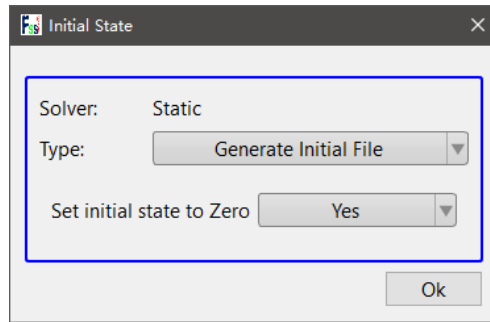 Initial State
Solver: Static
Type: Generate Initial File
Set initial state to Zero Yes
Ok